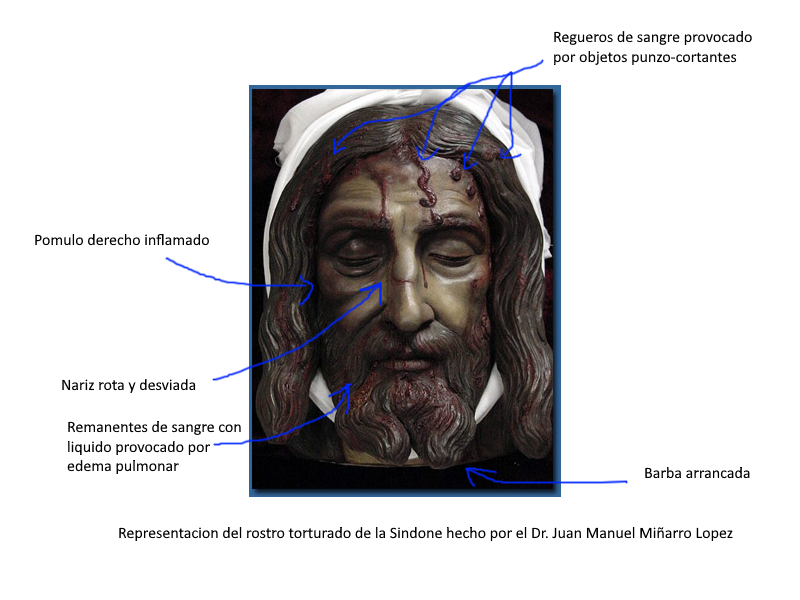 Regueros de sangre provocado
por objetos punzo-cortantes
Pomulo derecho inflamado
Nariz rota y desviada
Remanentes de sangre con
liquido provocado por
edema pulmonar
Barba arrancada
Representacion del rostro torturado de la Sindone hecho por el Dr. Juan Manuel Miñarro Lopez